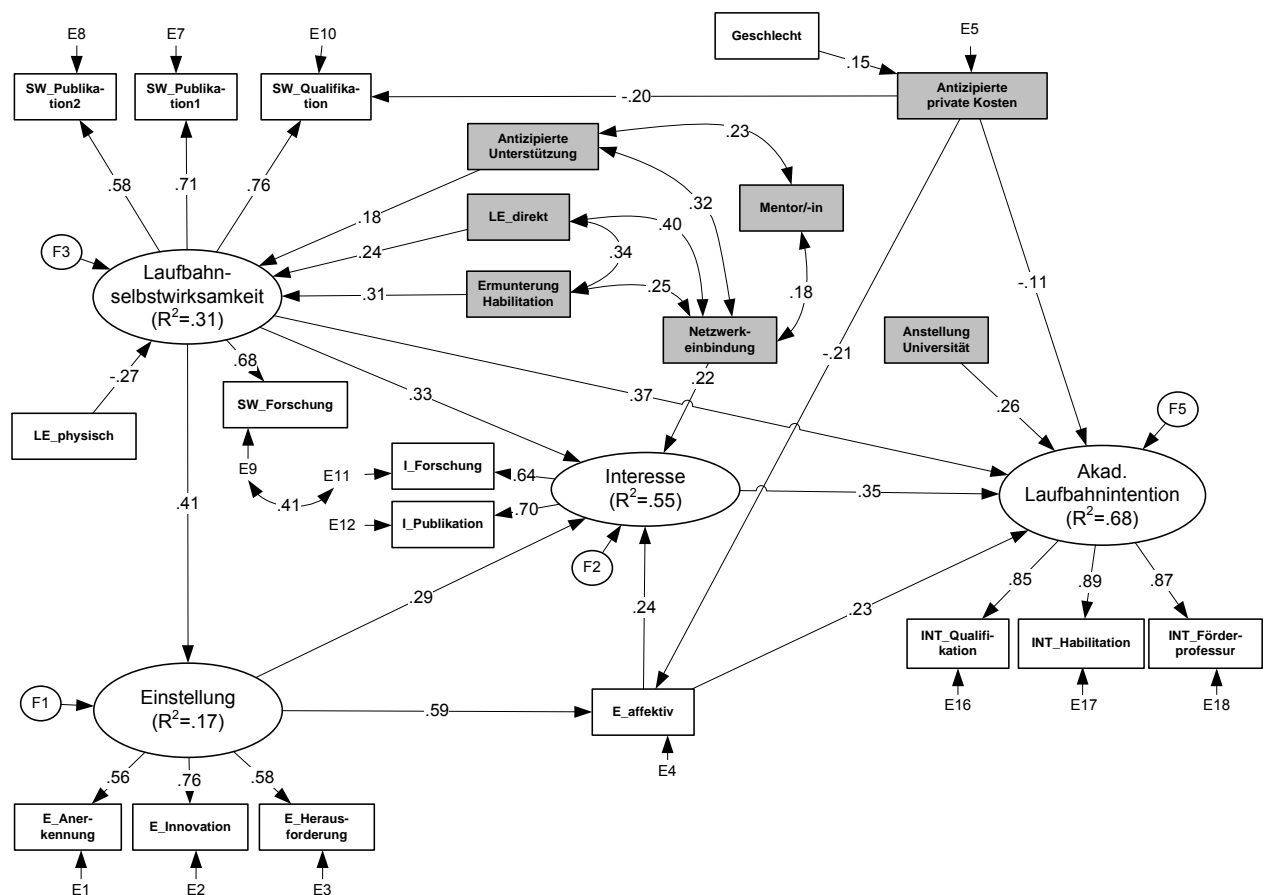 E8
E7
E10
Geschlecht
E5
.15
SW_Publika-
tion2
SW_Publika-
tion1
SW_Qualifika-
tion
-.20
Antizipierte
private Kosten
Antizipierte
Unterstützung
.23
.58
.71
.76
.18
.32
Mentor/-in
LE_direkt
.40
.24
.34
F3
Laufbahn-
selbstwirksamkeit
(R²=.31)
.31
Ermunterung
Habilitation
.25
.18
-.11
Netzwerk-
einbindung
Anstellung
Universität
-.21
.68
-.27
.33
.22
.37
SW_Forschung
.26
F5
LE_physisch
I_Forschung
.64
Interesse
(R²=.55)
Akad.
Laufbahnintention
(R²=.68)
E9
E11
.41
.35
.41
E12
I_Publikation
.70
F2
.29
.24
.23
.85
.89
.87
INT_Qualifi-
kation
INT_Habilitation
INT_Förder-
professur
Einstellung
(R²=.17)
F1
.59
E_affektiv
E16
E17
E18
E4
.56
.76
.58
E_Aner-
kennung
E_Innovation
E_Heraus-
forderung
E1
E2
E3